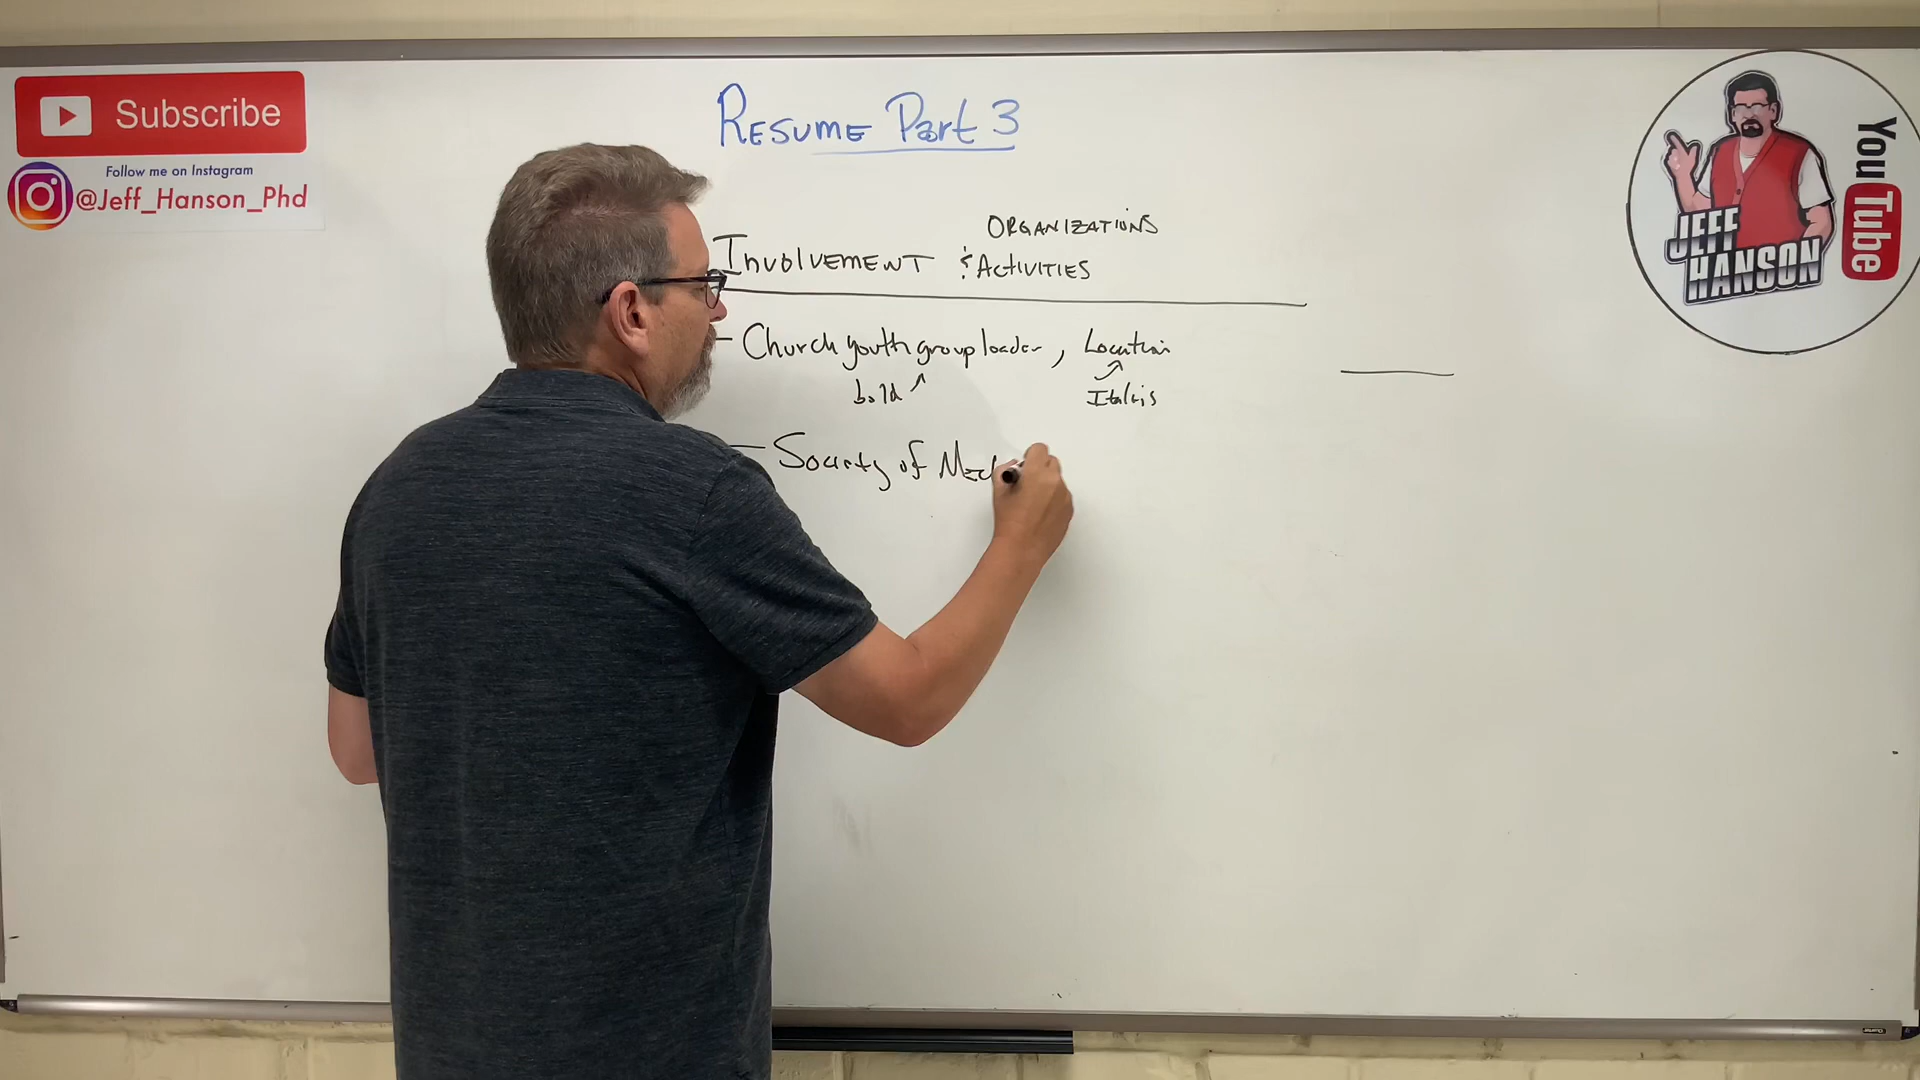 Subscribe
Follow me on Instagram
@Jeff_Hanson_Phd
JEFF
HANSON
YouTube
RESUME Part 3
ORGANIZATIONS
INVOLVEMENT & ACTIVITIES
- Church youth group leader, Location
bold
Italics
- Society of Mech